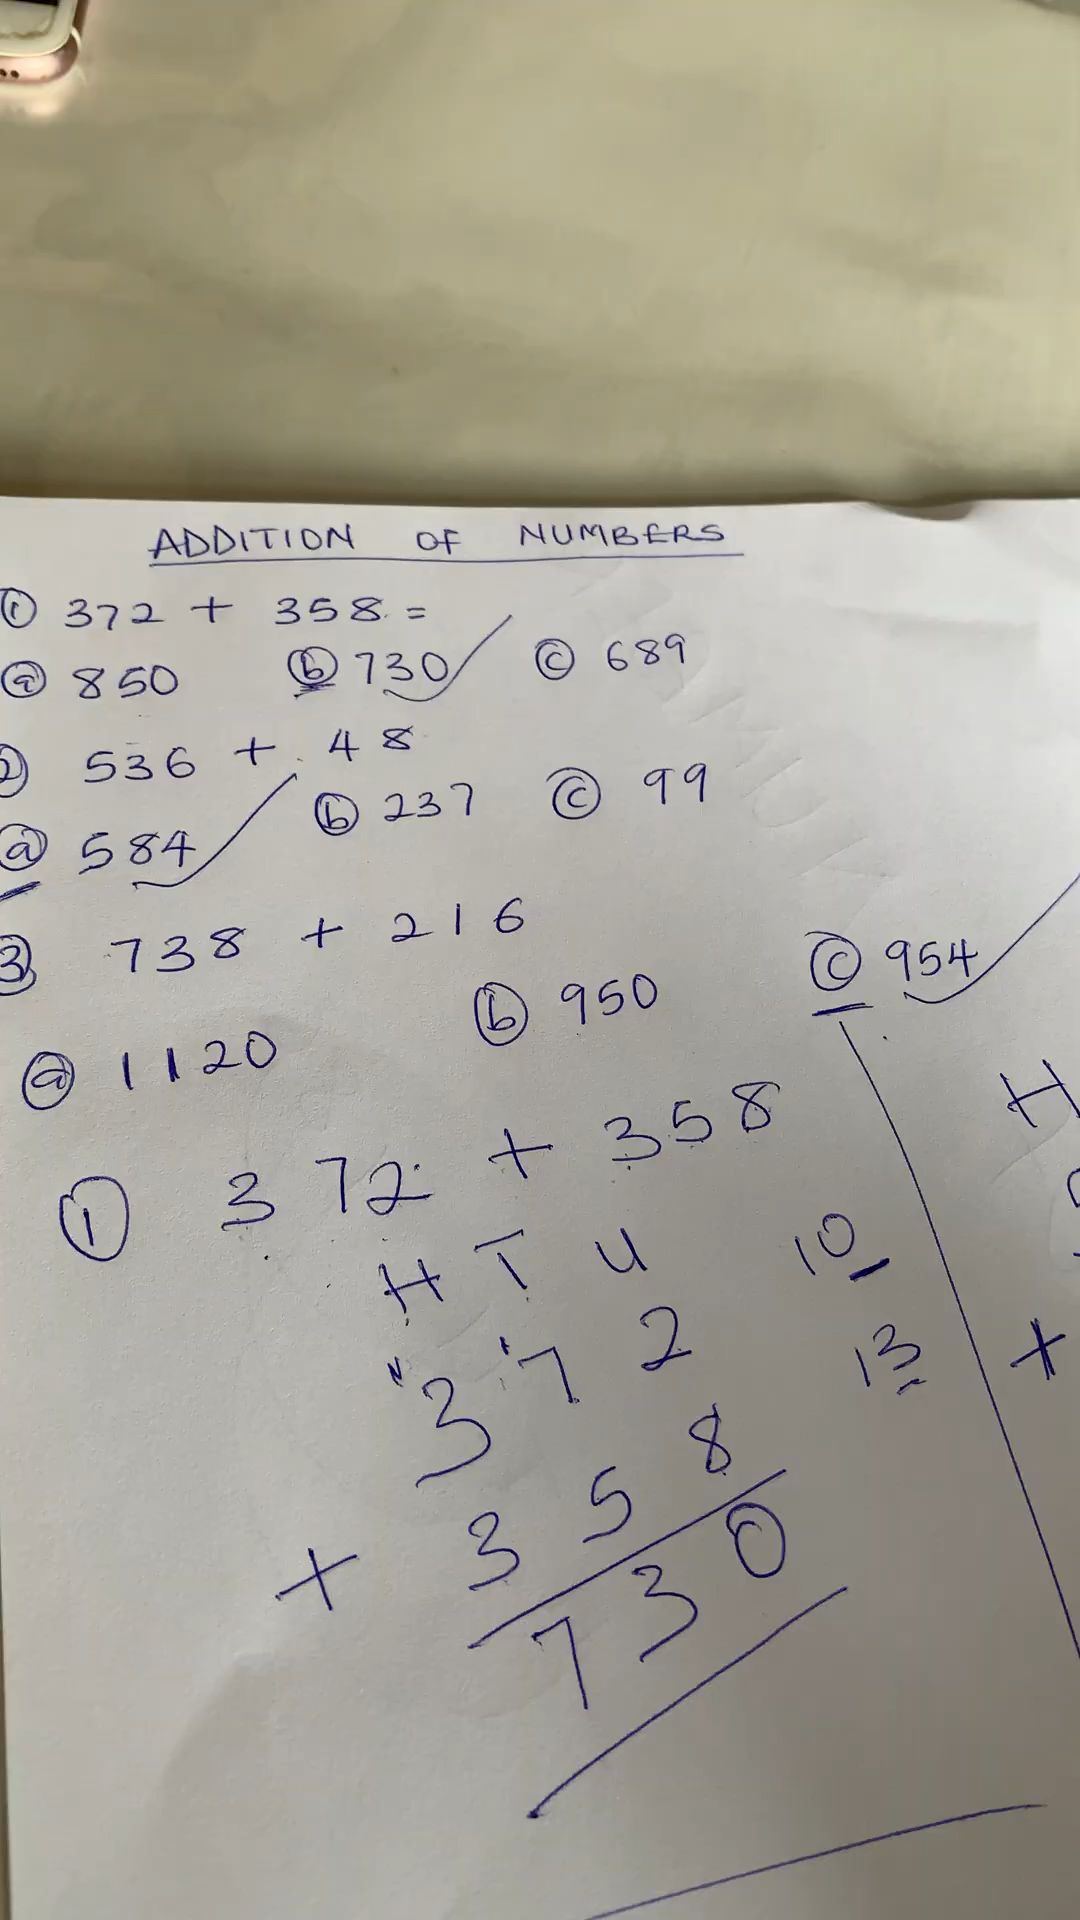 ADDITION OF NUMBERS
① 372 + 358 =
ⓐ 850 ⓑ 730 ⓒ 689
② 536 + 48
ⓐ 584 ⓑ 237 ⓒ 99
③ 738 + 216
ⓐ 1120 ⓑ 950 ⓒ 954
① 372 + 358
H T U 10
3 7 2 13
+ 3 5 8
7 3 0
H
+